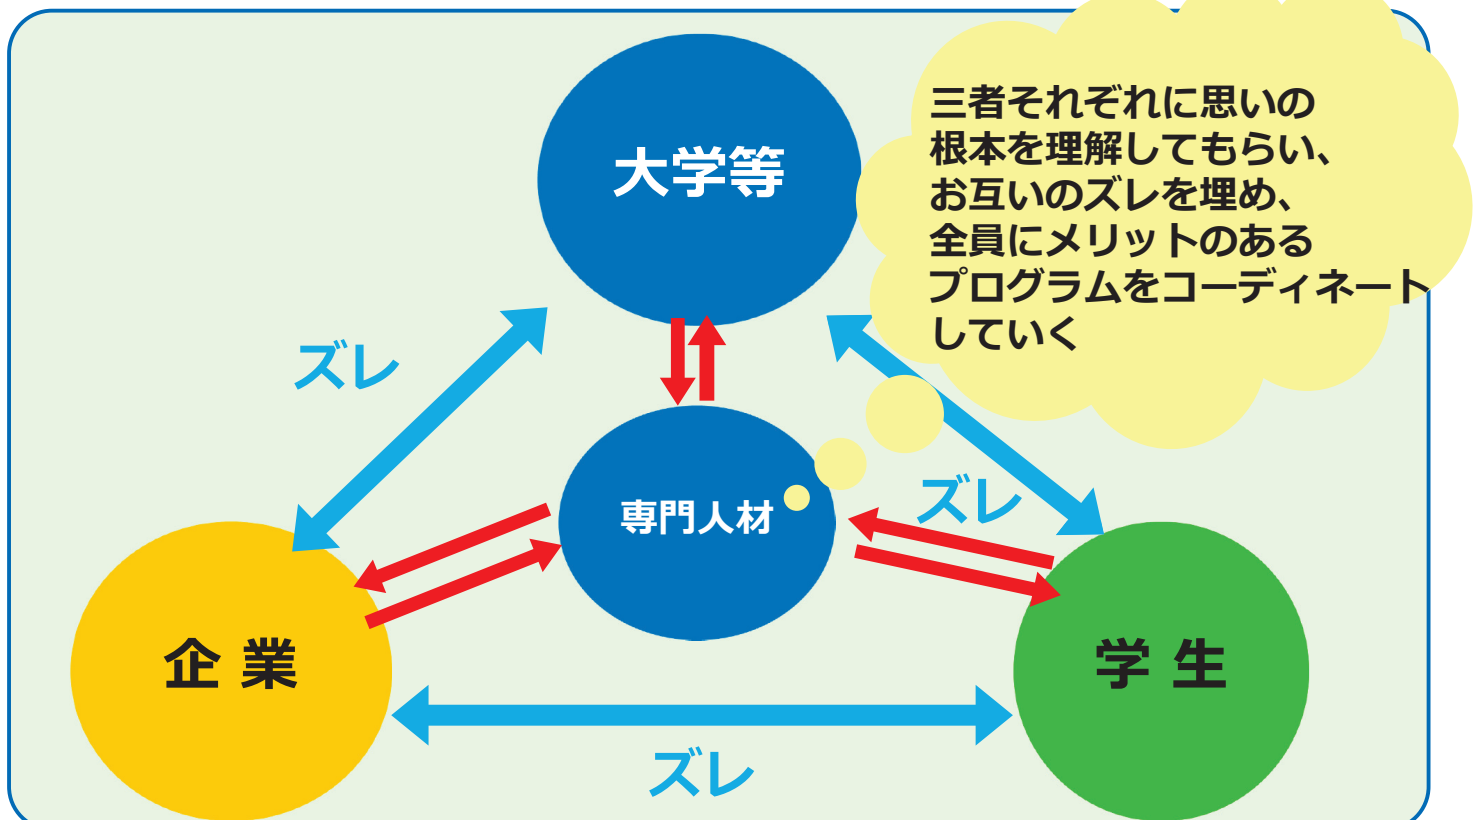 大学等
三者それぞれに思いの
根本を理解してもらい、
お互いのズレを埋め、
全員にメリットのある
プログラムをコーディネート
していく
ズレ
専門人材
ズレ
企 業
学 生
ズレ